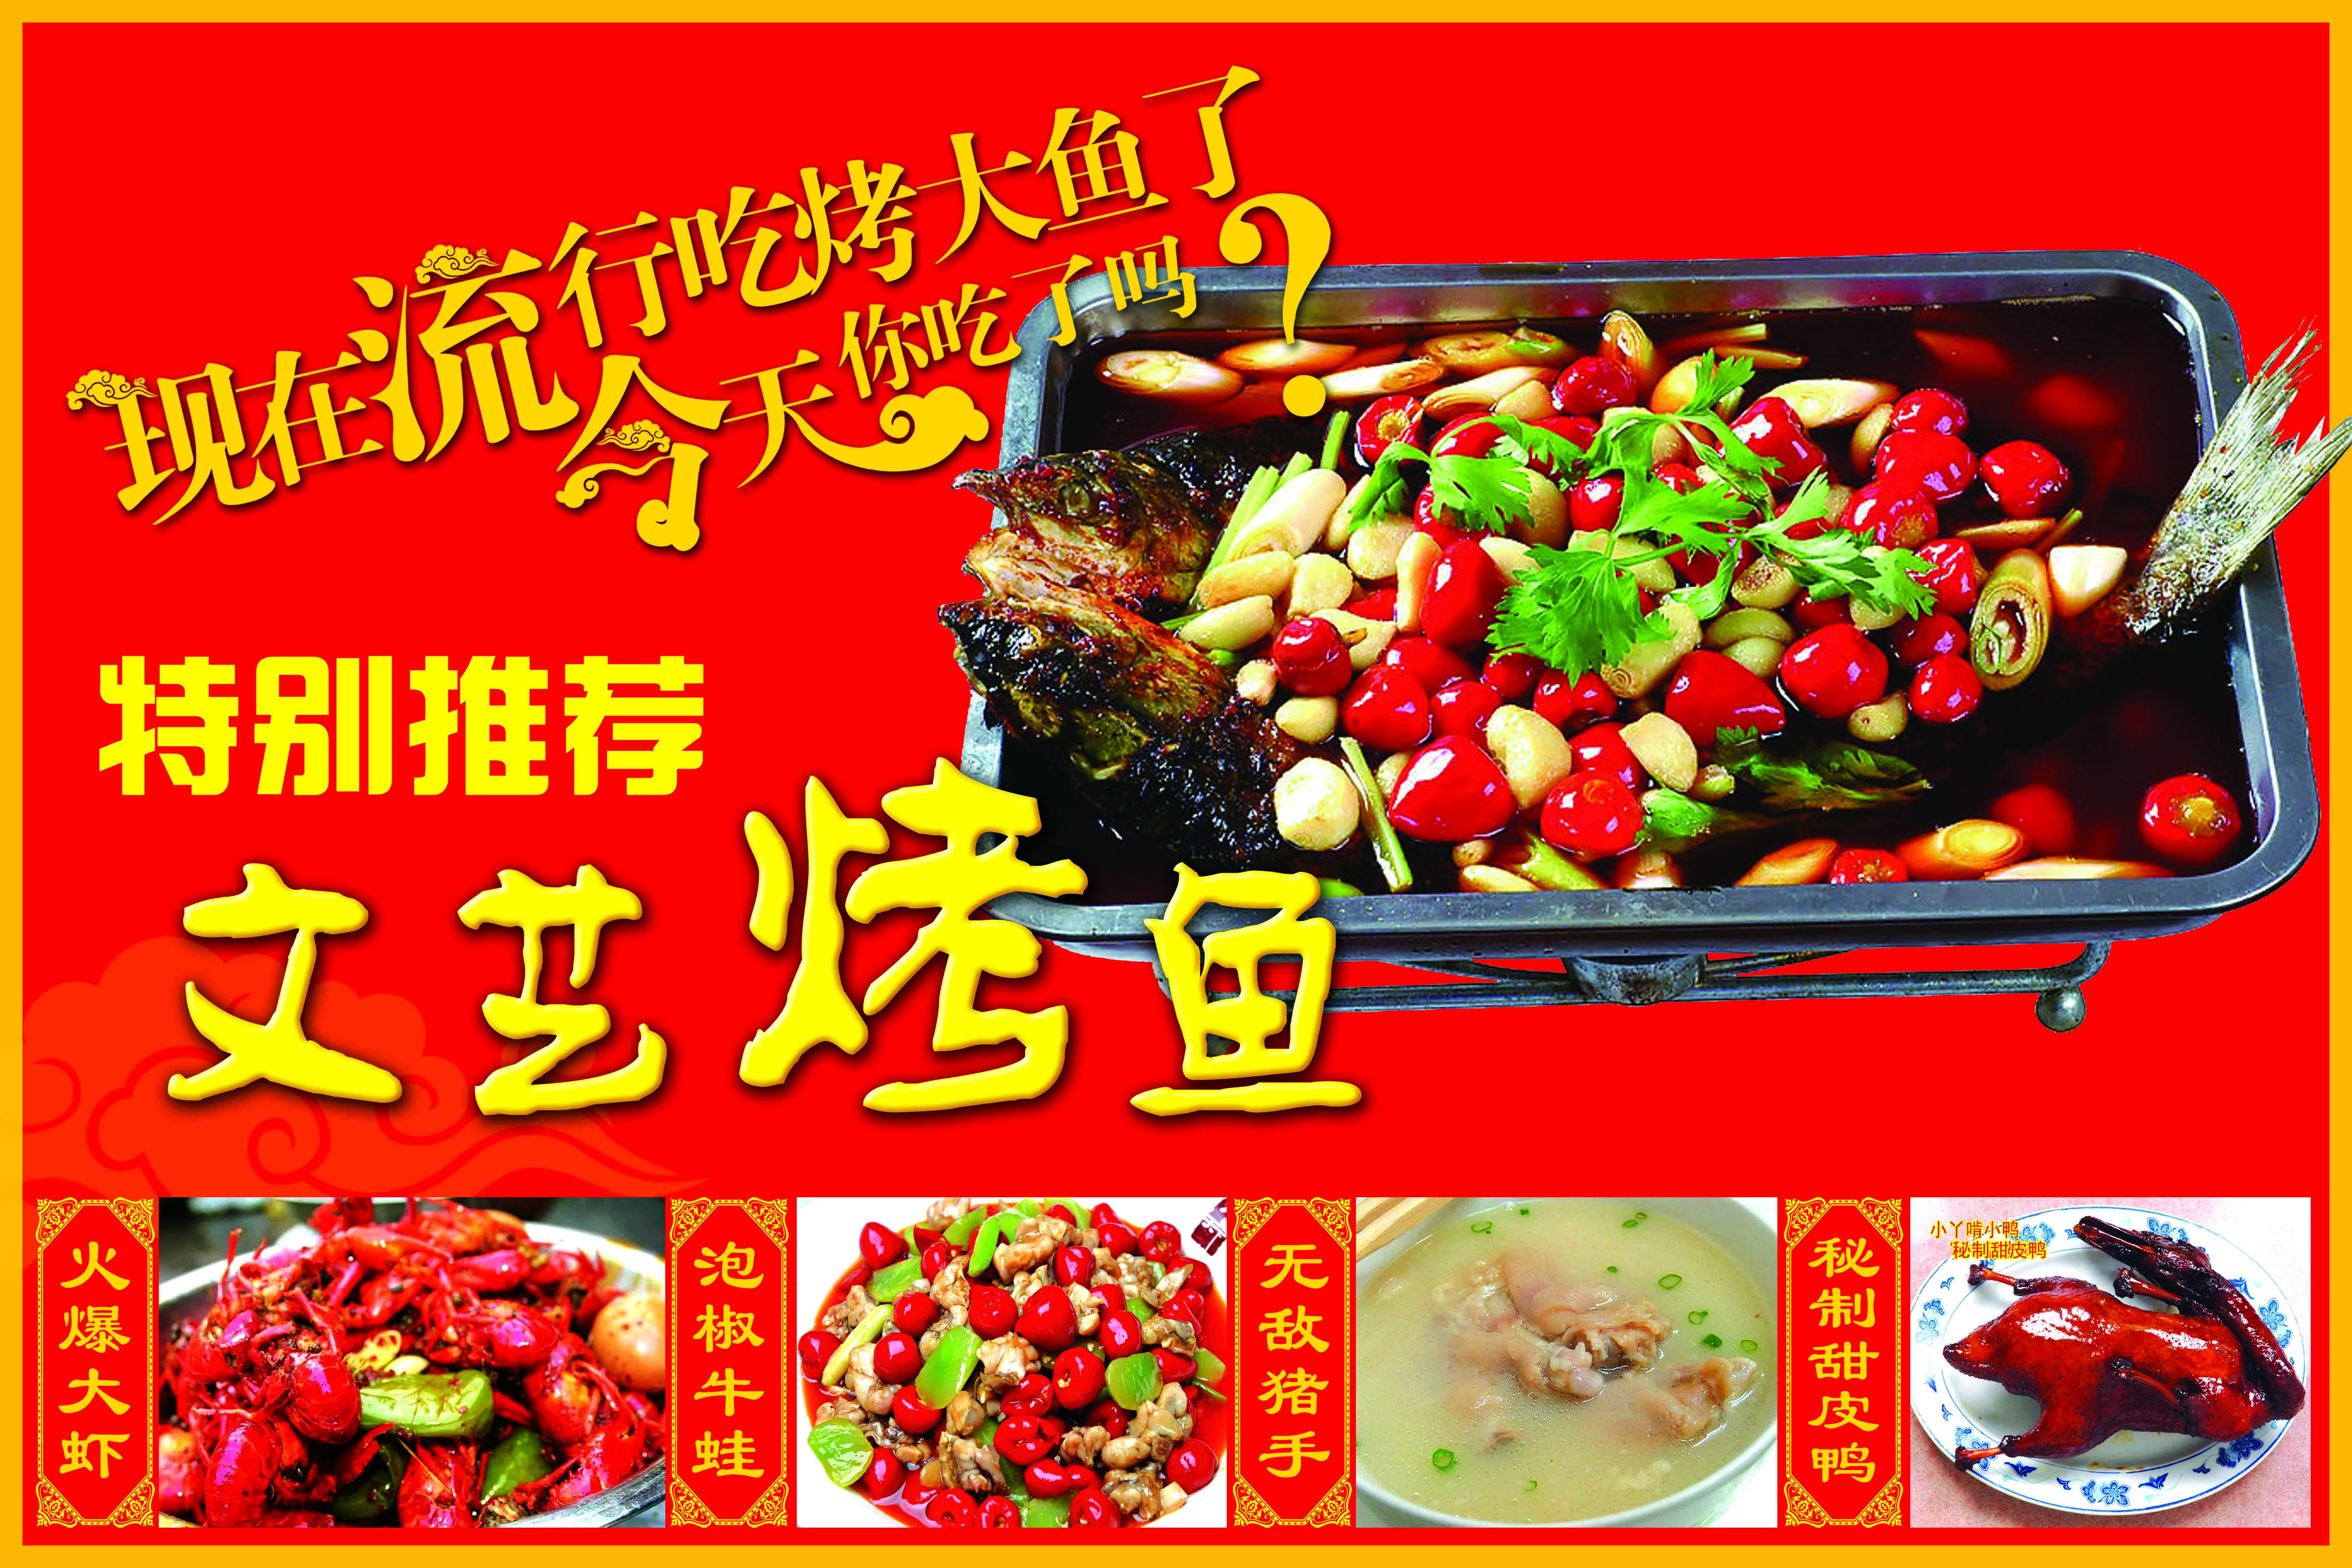 现在流行吃烤大鱼了
今天你吃了吗?
特别推荐
文艺烤鱼
火爆大虾
泡椒牛蛙
无敌猪手
秘制甜皮鸭
小丫啃小鸭
秘制甜皮鸭